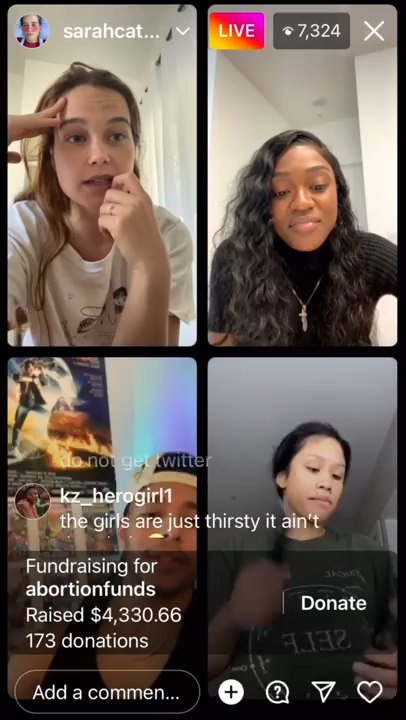 sarahcat...
LIVE
7,324
do not get twitter
kz_herogirl1
the girls are just thirsty it ain't
Fundraising for
abortionfunds
Raised $4,330.66
173 donations
Donate
Add a commen...